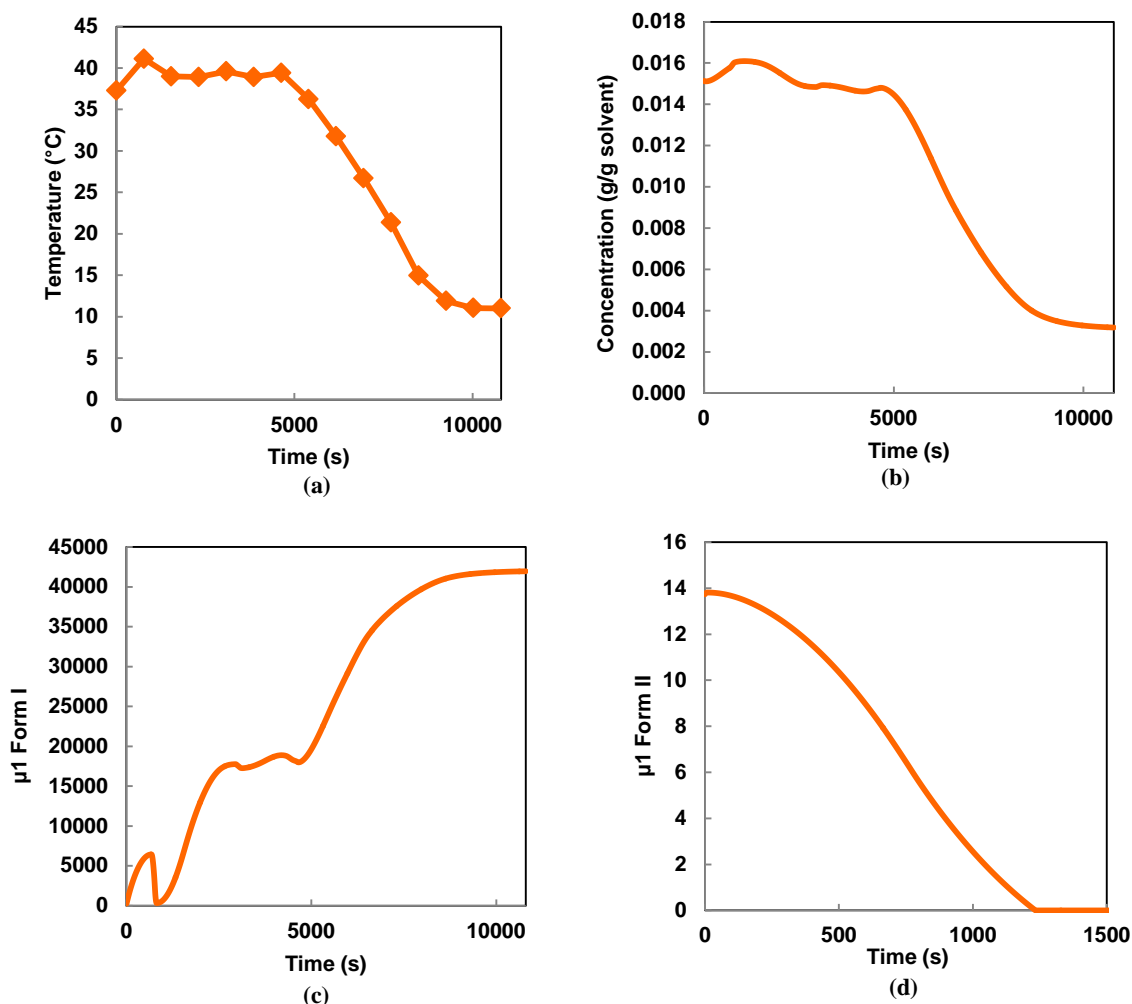 45
40
35
30
25
20
15
10
5
0
Temperature (°C)
0 5000 10000
Time (s)
(a)
0.018
0.016
0.014
0.012
0.010
0.008
0.006
0.004
0.002
0.000
Concentration (g/g solvent)
0 5000 10000
Time (s)
(b)
45000
40000
35000
30000
25000
20000
15000
10000
5000
0
µ1 Form I
0 5000 10000
Time (s)
(c)
16
14
12
10
8
6
4
2
0
µ1 Form II
0 500 1000 1500
Time (s)
(d)